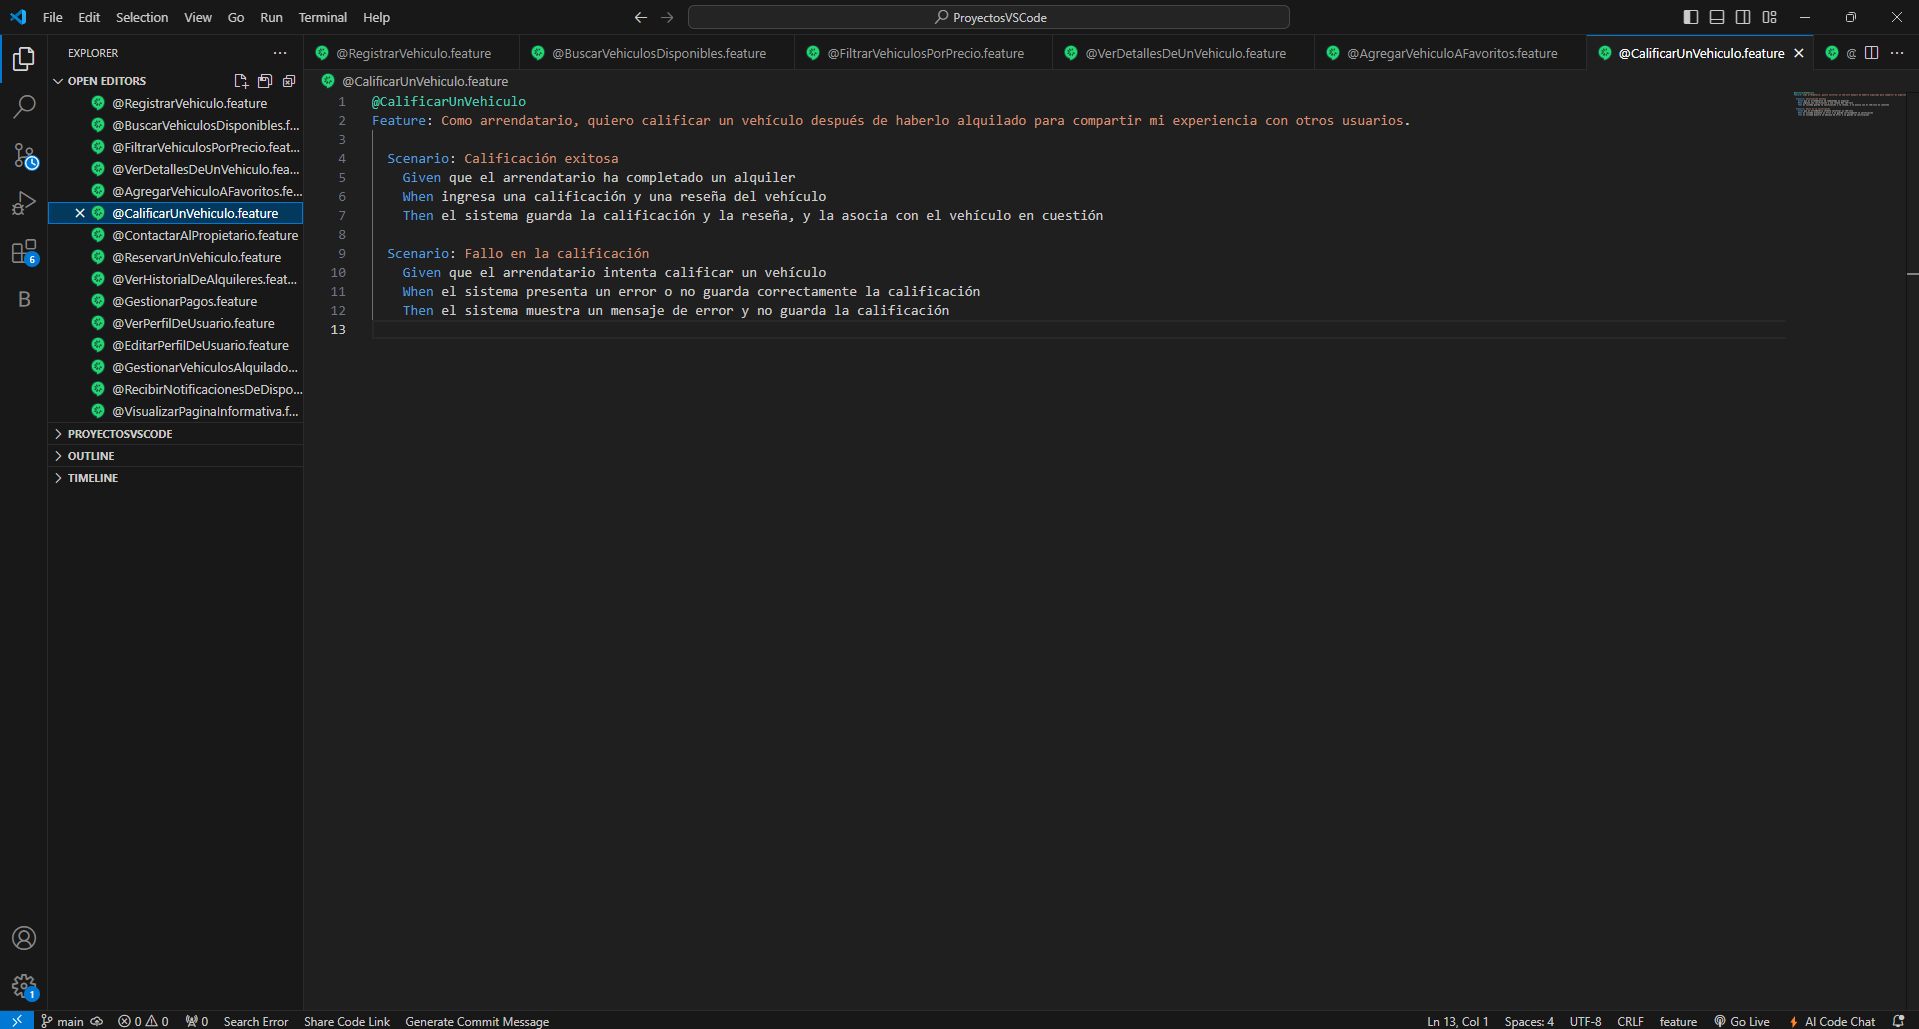 File Edit Selection View Go Run Terminal Help
ProyectosVSCode
EXPLORER
OPEN EDITORS
@RegistrarVehiculo.feature
@BuscarVehiculosDisponibles.f...
@FiltrarVehiculosPorPrecio.feat...
@VerDetallesDeUnVehiculo.fea...
@AgregarVehiculoAFavoritos.fe...
@CalificarUnVehiculo.feature
@ContactarAlPropietario.feature
@ReservarUnVehiculo.feature
@VerHistorialDeAlquileres.feat...
@GestionarPagos.feature
@VerPerfilDeUsuario.feature
@EditarPerfilDeUsuario.feature
@GestionarVehiculosAlquilado...
@RecibirNotificacionesDeDispo...
@VisualizarPaginaInformativa.f...
PROYECTOSVSCODE
OUTLINE
TIMELINE
6
B
1
@RegistrarVehiculo.feature @BuscarVehiculosDisponibles.feature @FiltrarVehiculosPorPrecio.feature @VerDetallesDeUnVehiculo.feature @AgregarVehiculoAFavoritos.feature @CalificarUnVehiculo.feature @
@CalificarUnVehiculo.feature
1 @CalificarUnVehiculo
2 Feature: Como arrendatario, quiero calificar un vehículo después de haberlo alquilado para compartir mi experiencia con otros usuarios.
3
4 Scenario: Calificación exitosa
5 Given que el arrendatario ha completado un alquiler
6 When ingresa una calificación y una reseña del vehículo
7 Then el sistema guarda la calificación y la reseña, y la asocia con el vehículo en cuestión
8
9 Scenario: Fallo en la calificación
10 Given que el arrendatario intenta calificar un vehículo
11 When el sistema presenta un error o no guarda correctamente la calificación
12 Then el sistema muestra un mensaje de error y no guarda la calificación
13
main 0 0 0 Search Error Share Code Link Generate Commit Message Ln 13, Col 1 Spaces: 4 UTF-8 CRLF feature Go Live AI Code Chat